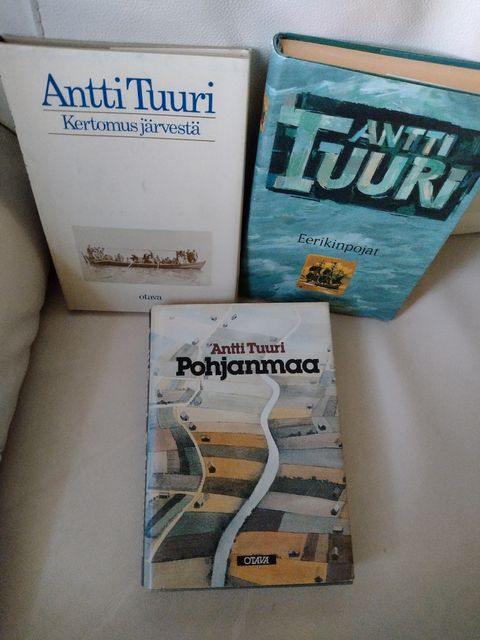 Antti Tuuri
Kertomus järvestä
otava
ANTTI
TUURI
Eerikinpojat
Antti Tuuri
Pohjanmaa
OTAVA